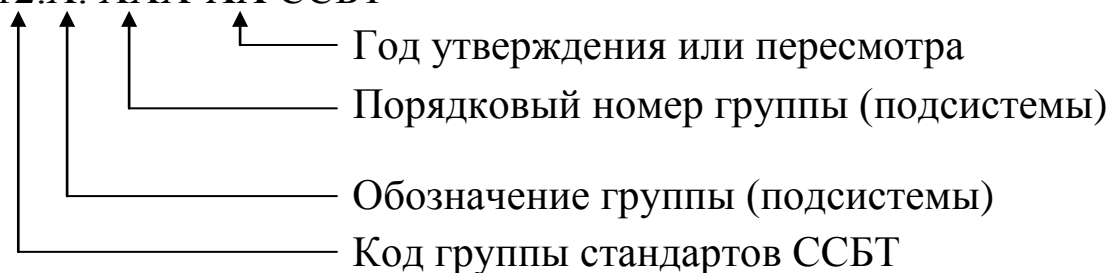 Год утверждения или пересмотра
Порядковый номер группы (подсистемы)
Обозначение группы (подсистемы)
Код группы стандартов ССБТ